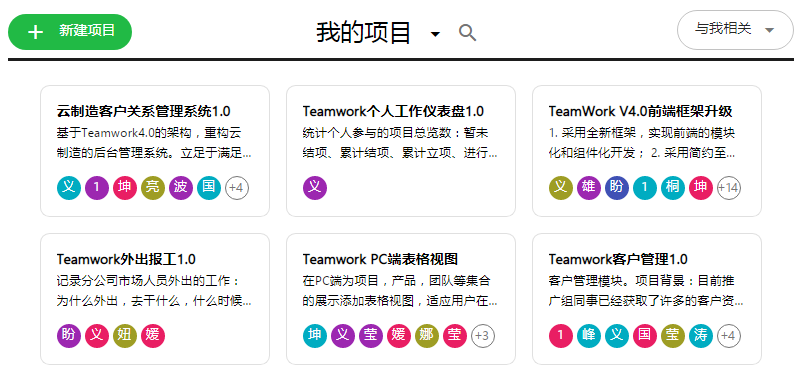 新建项目
我的项目
与我相关
云制造客户关系管理系统1.0
基于Teamwork4.0的架构，重构云
制造的后台管理系统。立足于满足...
义 1 坤 亮 波 国 +4
Teamwork个人工作仪表盘1.0
统计个人参与的项目总览数：暂未
结项、累计结项、累计立项、进行...
义
TeamWork V4.0前端框架升级
1. 采用全新框架，实现前端的模块
化和组件化开发； 2. 采用简约至...
义 雄 盼 1 桐 坤 +14
Teamwork外出报工1.0
记录分公司市场人员外出的工作：
为什么外出，去干什么，什么时候...
盼 义 妞 媛
Teamwork PC端表格视图
在PC端为项目，产品，团队等集合
的展示添加表格视图，适应用户在...
坤 义 莹 媛 娜 莹 +3
Teamwork客户管理1.0
客户管理模块。项目背景：目前推
广组同事已经获取了许多的客户资...
1 峰 义 国 莹 涛 +4